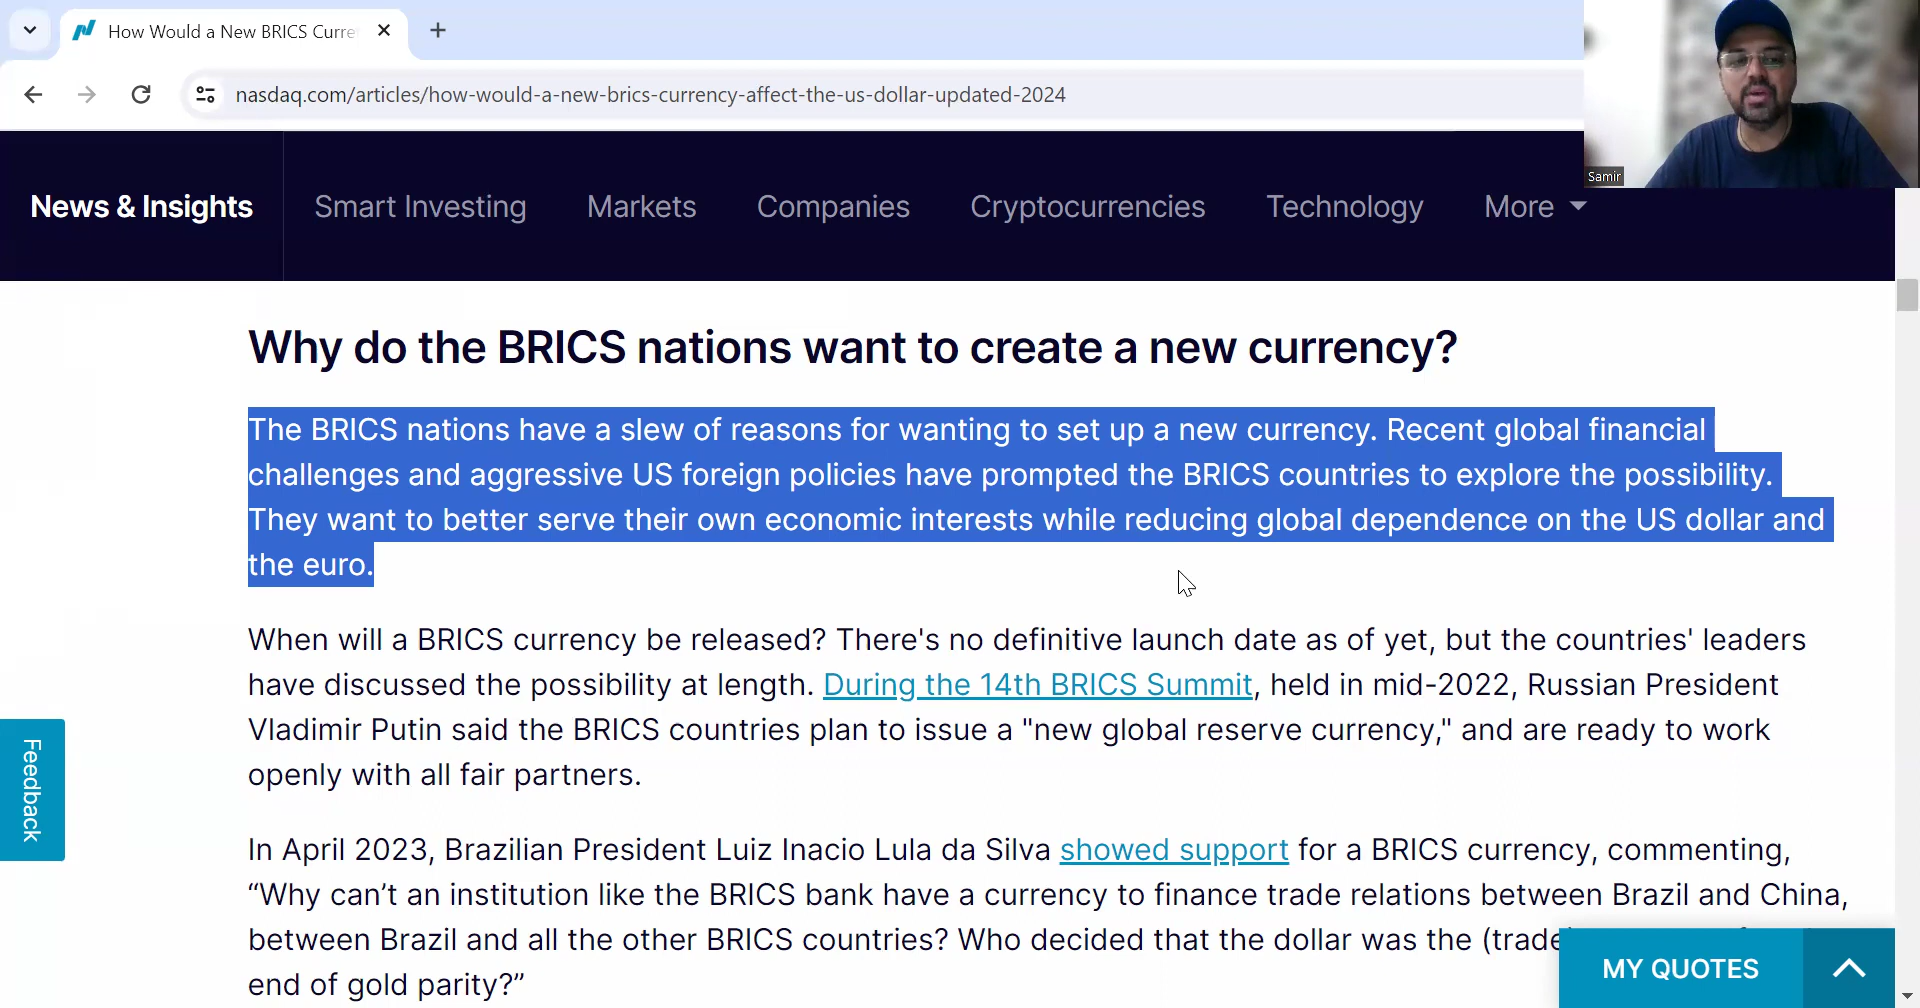 How Would a New BRICS Curre
nasdaq.com/articles/how-would-a-new-brics-currency-affect-the-us-dollar-updated-2024
Samir
News & Insights
Smart Investing
Markets
Companies
Cryptocurrencies
Technology
More
Why do the BRICS nations want to create a new currency?
The BRICS nations have a slew of reasons for wanting to set up a new currency. Recent global financial
challenges and aggressive US foreign policies have prompted the BRICS countries to explore the possibility.
They want to better serve their own economic interests while reducing global dependence on the US dollar and
the euro.
When will a BRICS currency be released? There's no definitive launch date as of yet, but the countries' leaders
have discussed the possibility at length. During the 14th BRICS Summit, held in mid-2022, Russian President
Vladimir Putin said the BRICS countries plan to issue a "new global reserve currency," and are ready to work
openly with all fair partners.
In April 2023, Brazilian President Luiz Inacio Lula da Silva showed support for a BRICS currency, commenting,
“Why can’t an institution like the BRICS bank have a currency to finance trade relations between Brazil and China,
between Brazil and all the other BRICS countries? Who decided that the dollar was the (trade)
end of gold parity?”
Feedback
MY QUOTES